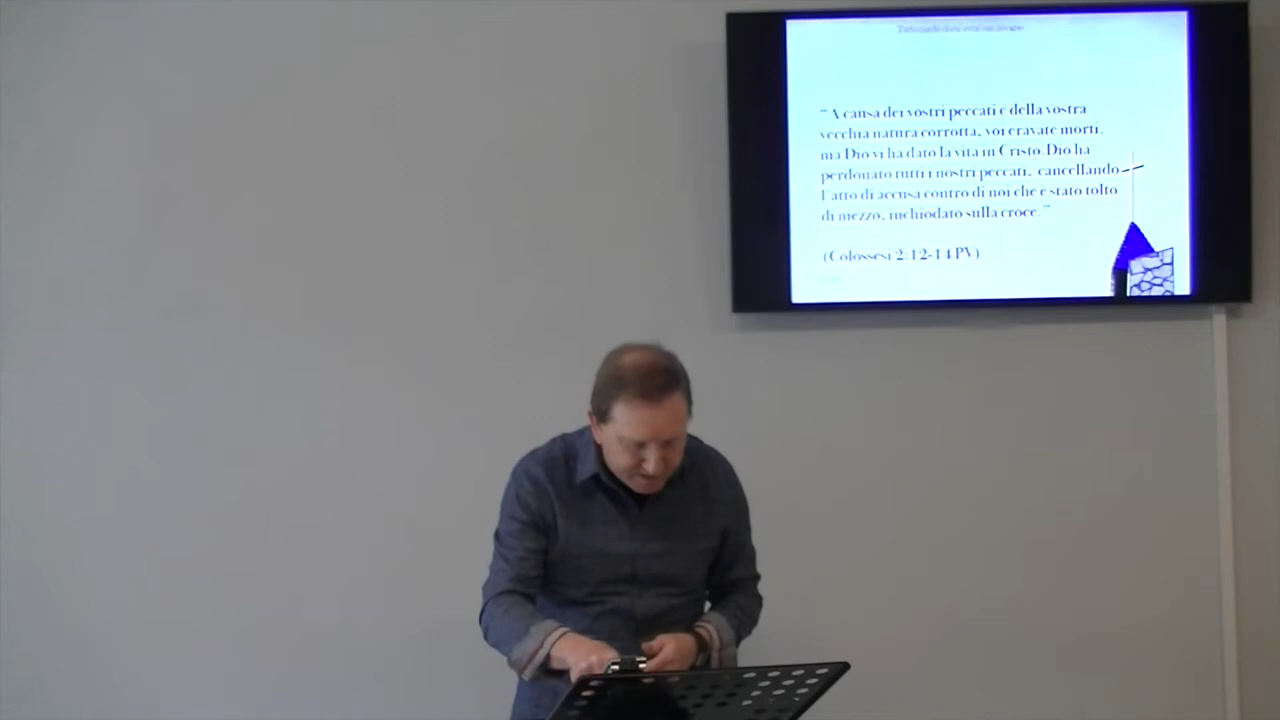 “A causa dei vostri peccati e della vostra
vecchia natura corrotta, voi eravate morti,
ma Dio vi ha dato la vita in Cristo.Dio ha
perdonato tutti i nostri peccati, cancellando
l'atto di accusa contro di noi che è stato tolto
di mezzo, inchiodato sulla croce.”
(Colossesi 2:12-14 PV)